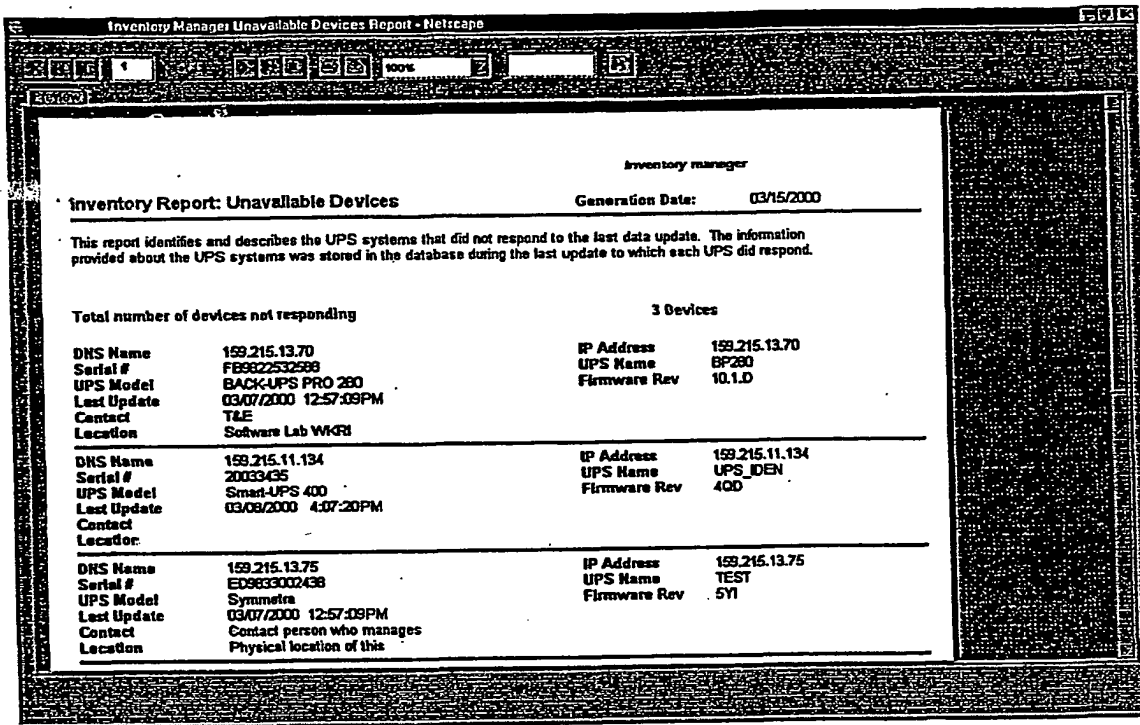 Inventory Manager Unavailable Devices Report - Netscape
1 100%
Preview
Inventory manager
Inventory Report: Unavailable Devices Generation Date: 03/15/2000
This report identifies and describes the UPS systems that did not respond to the last data update. The information
provided about the UPS systems was stored in the database during the last update to which each UPS did respond.
Total number of devices not responding 3 Devices
DNS Name 159.215.13.70 IP Address 159.215.13.70
Serial # FB9822532588 UPS Name BP280
UPS Model BACK-UPS PRO 280 Firmware Rev 10.1.D
Last Update 03/07/2000 12:57:09PM
Contact T&E
Location Software Lab WKRI
DNS Name 159.215.11.134 IP Address 159.215.11.134
Serial # 20033435 UPS Name UPS_IDEN
UPS Model Smart-UPS 400 Firmware Rev 4QD
Last Update 03/08/2000 4:07:20PM
Contact
Location
DNS Name 159.215.13.75 IP Address 159.215.13.75
Serial # ED9833002438 UPS Name TEST
UPS Model Symmetra Firmware Rev 5YI
Last Update 03/07/2000 12:57:09PM
Contact Contact person who manages
Location Physical location of this